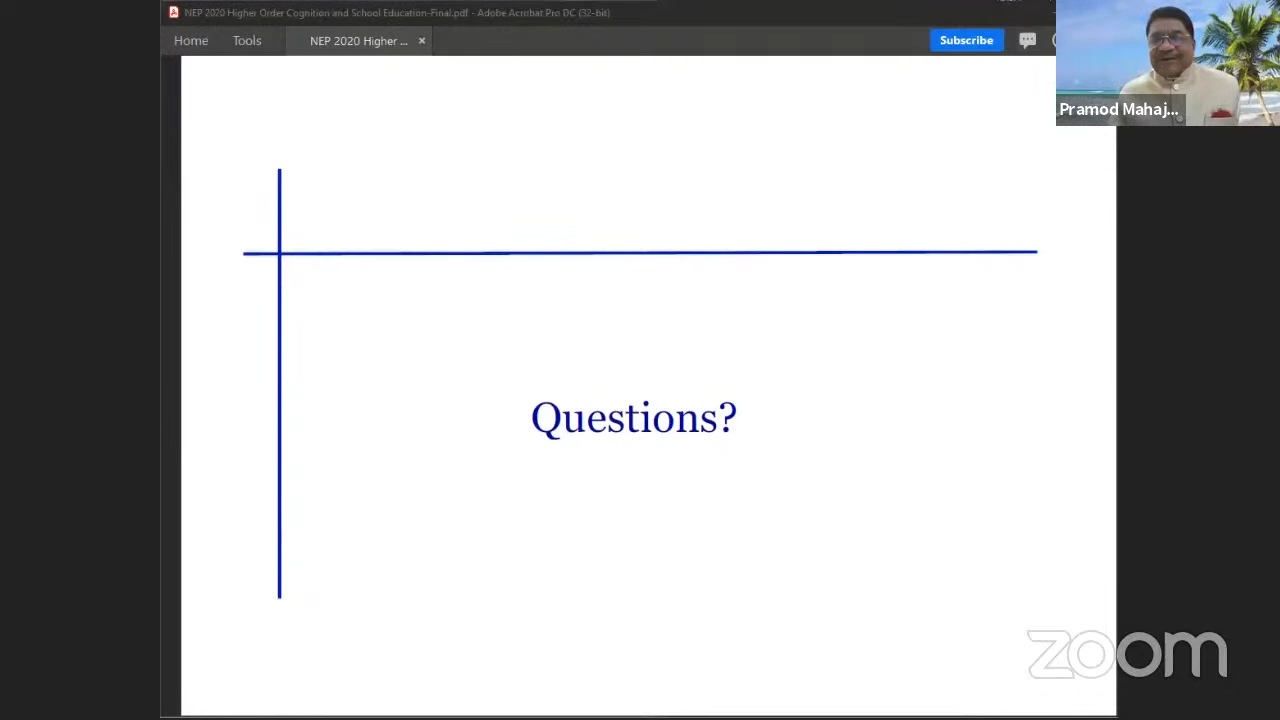 NEP 2020 Higher Order Cognition and School Education-Final.pdf - Adobe Acrobat Pro DC (32-bit)
Home Tools NEP 2020 Higher ... × Subscribe
Pramod Mahaj...
Questions?
zoom